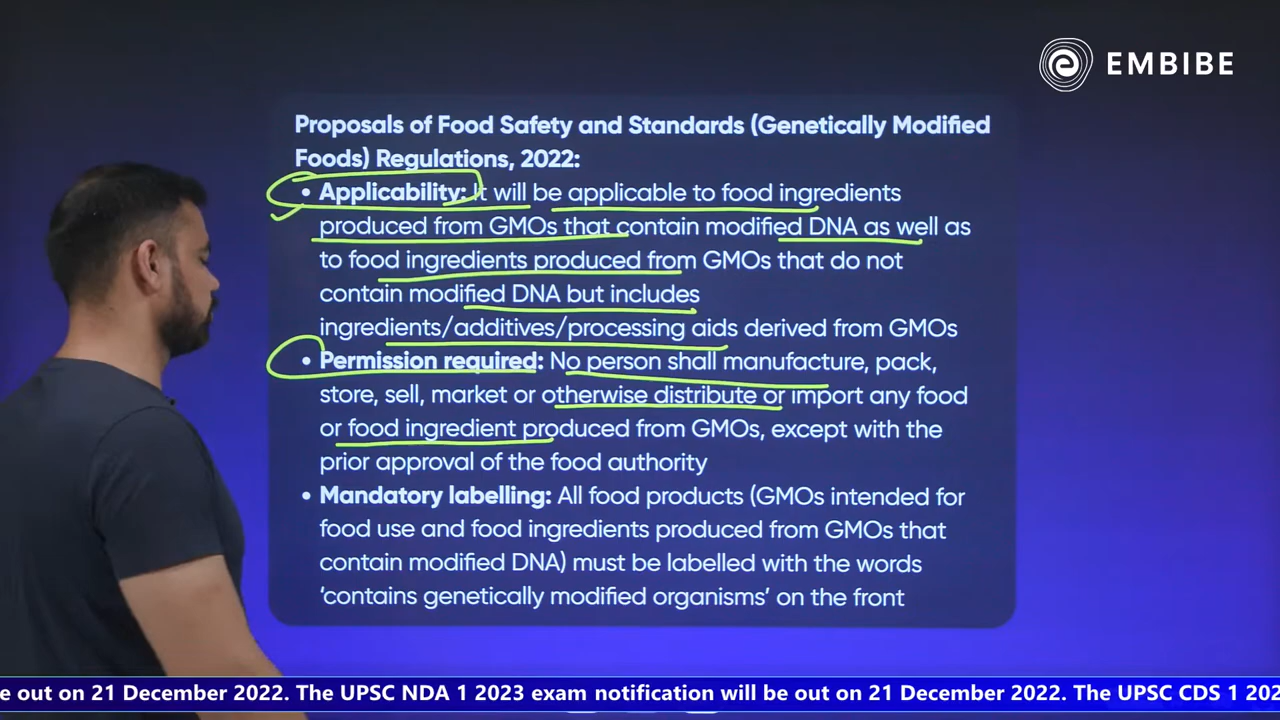 EMBIBE
Proposals of Food Safety and Standards (Genetically Modified
Foods) Regulations, 2022:
• Applicability: It will be applicable to food ingredients
produced from GMOs that contain modified DNA as well as
to food ingredients produced from GMOs that do not
contain modified DNA but includes
ingredients/additives/processing aids derived from GMOs
• Permission required: No person shall manufacture, pack,
store, sell, market or otherwise distribute or import any food
or food ingredient produced from GMOs, except with the
prior approval of the food authority
• Mandatory labelling: All food products (GMOs intended for
food use and food ingredients produced from GMOs that
contain modified DNA) must be labelled with the words
‘contains genetically modified organisms’ on the front
e out on 21 December 2022. The UPSC NDA 1 2023 exam notification will be out on 21 December 2022. The UPSC CDS 1 202